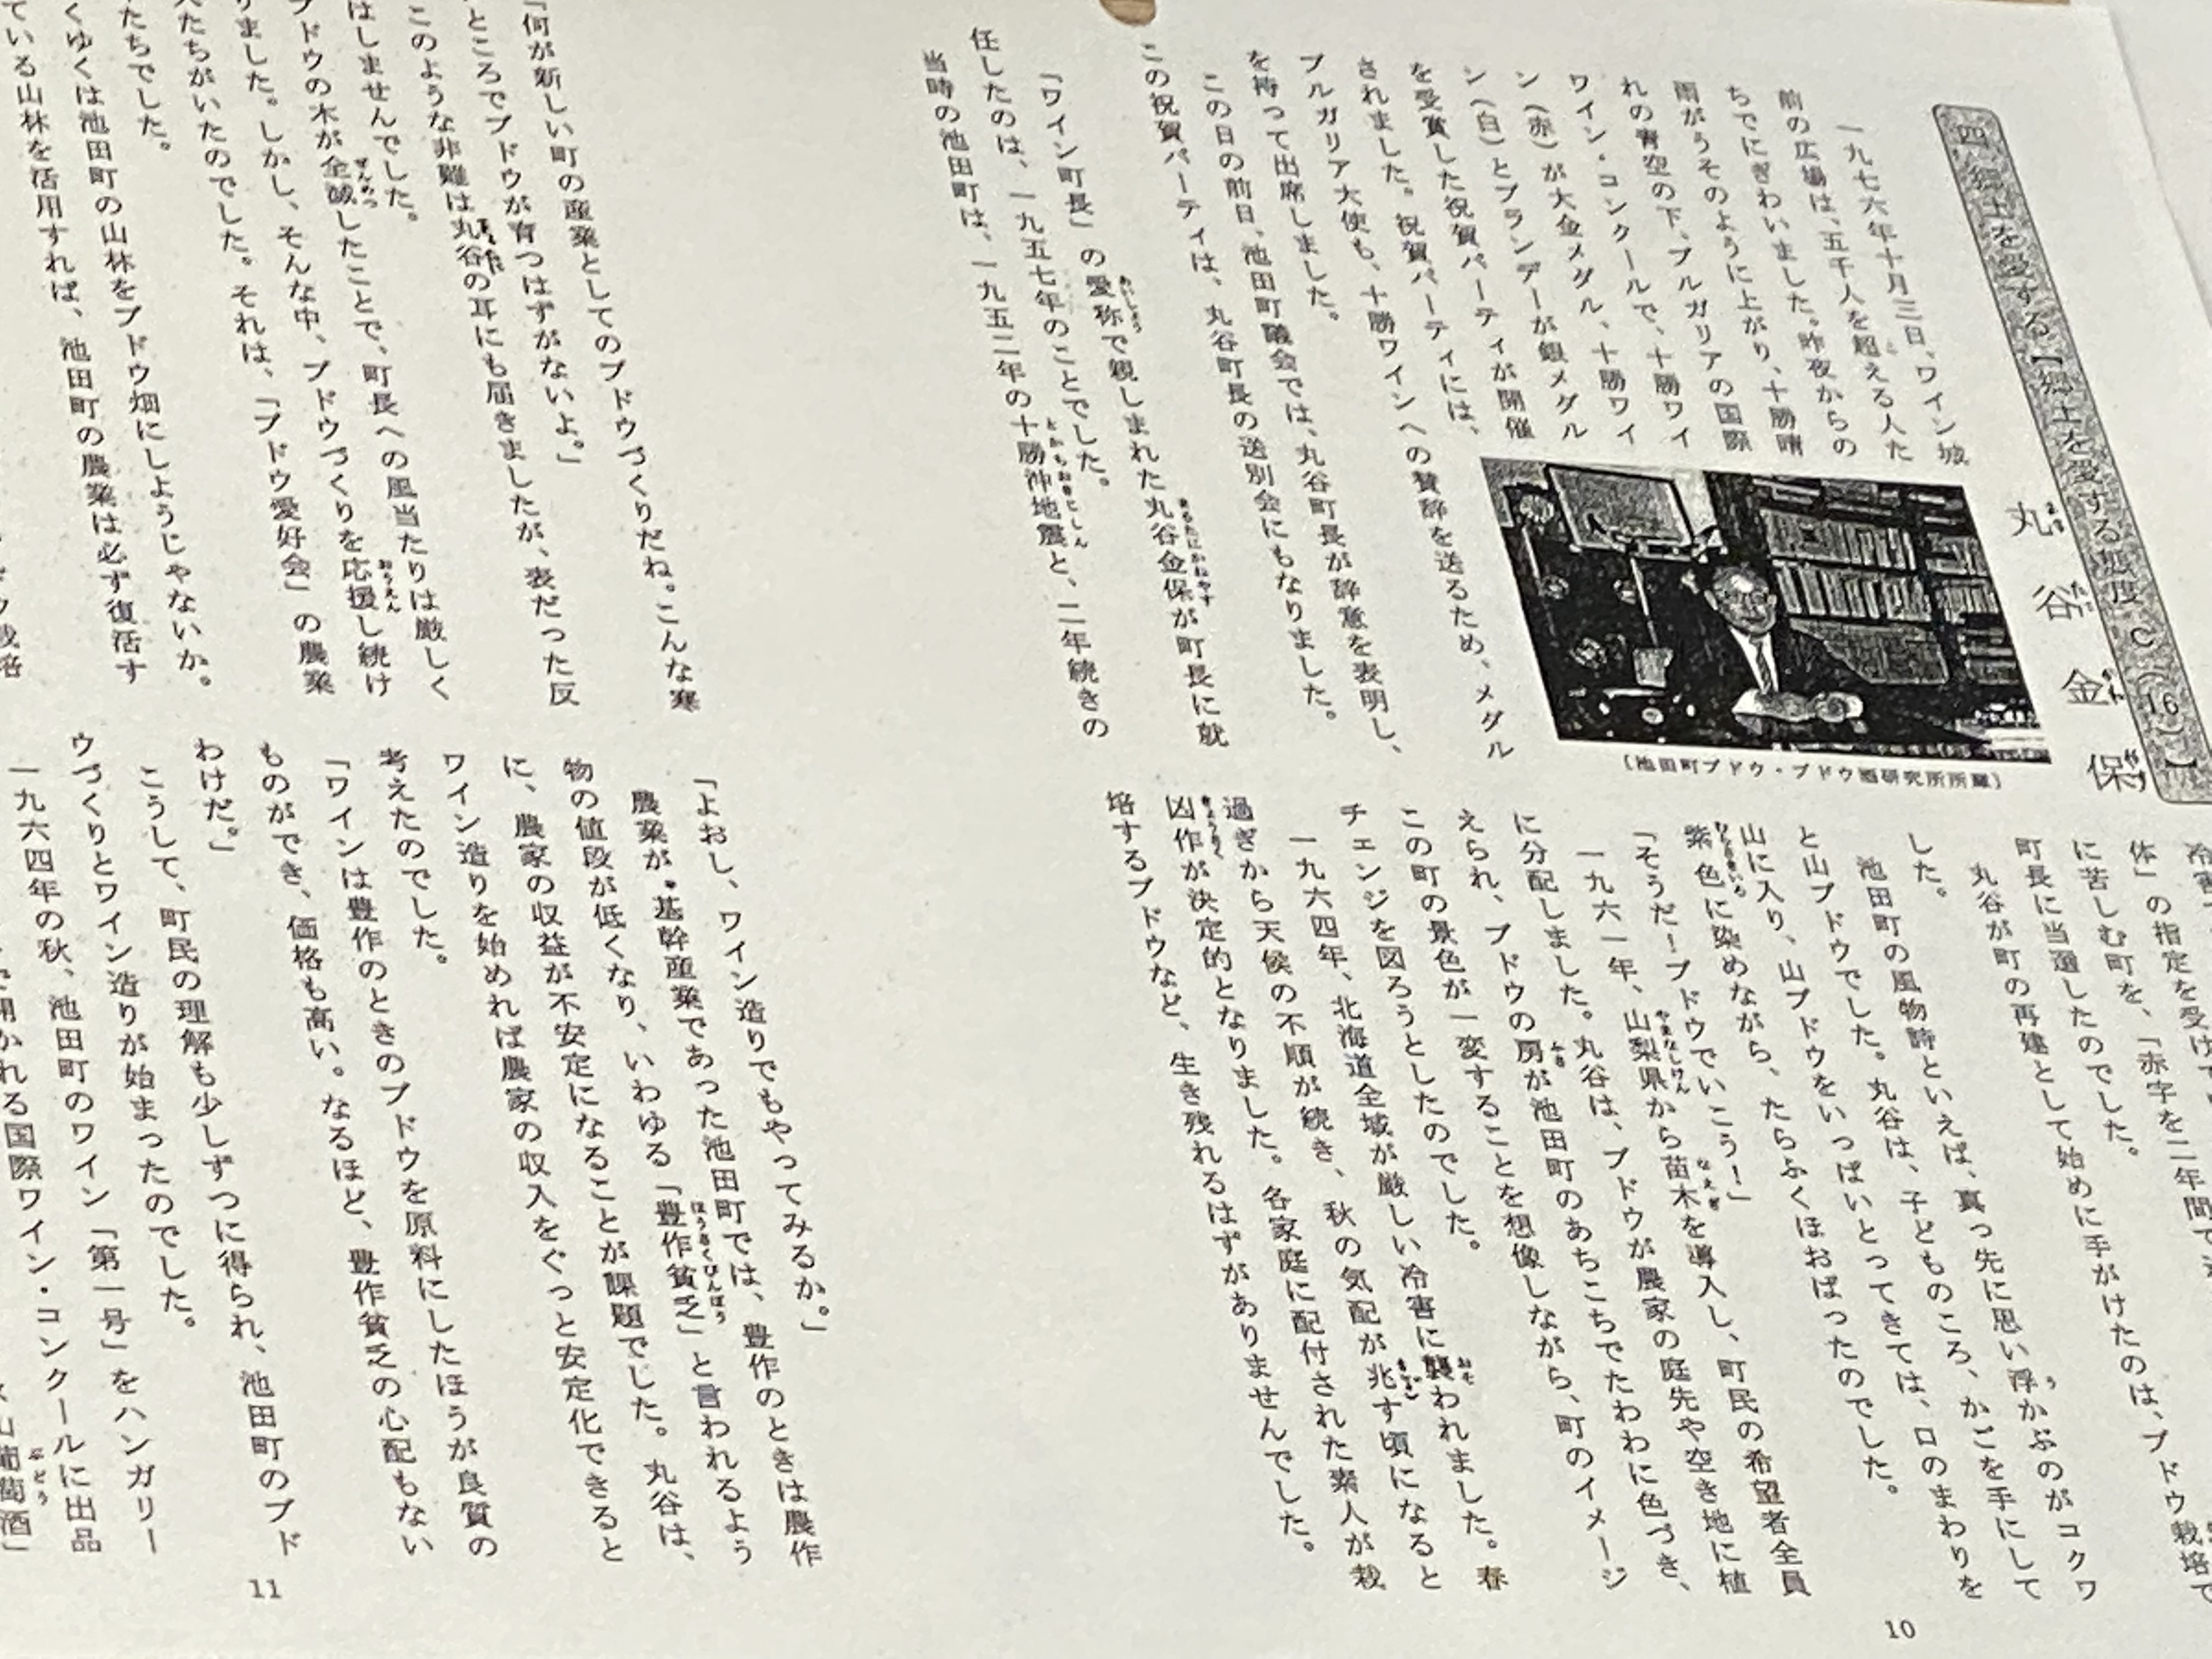 四 郷土を愛する【郷土を愛する態度 C(16)】
丸谷金保
一九七六年十月三日、ワイン城
前の広場は、五千人を超える人た
ちでにぎわいました。昨夜からの
雨がうそのように上がり、十勝晴
れの青空の下、ブルガリアの国際
ワイン・コンクールで、十勝ワイ
ン(赤)が大金メダル、十勝ワイ
ン(白)とブランデーが銀メダル
を受賞した祝賀パーティが開催
されました。祝賀パーティには、
ブルガリア大使も、十勝ワインへの賛辞を送るため、メダル
を持って出席しました。
この日の前日、池田町議会では、丸谷町長が辞意を表明し、
この祝賀パーティは、丸谷町長の送別会にもなりました。
「ワイン町長」の愛称で親しまれた丸谷金保が町長に就
任したのは、一九五七年のことでした。
当時の池田町は、一九五二年の十勝沖地震と、二年続きの
(池田町ブドウ・ブドウ酒研究所所蔵)
体」の指定を受け
に苦しむ町を、「赤字を二年間で
町長に当選したのでした。
丸谷が町の再建として始めに手がけたのは、ブドウ栽培で
した。
池田町の風物詩といえば、真っ先に思い浮かぶのがコクワ
と山ブドウでした。丸谷は、子どものころ、かごを手にして
山に入り、山ブドウをいっぱいとってきては、口のまわりを
紫色に染めながら、たらふくほおばったのでした。
「そうだ!ブドウでいこう!」
一九六一年、山梨県から苗木を導入し、町民の希望者全員
に分配しました。丸谷は、ブドウが農家の庭先や空き地に植
えられ、ブドウの房が池田町のあちこちでたわわに色づき、
この町の景色が一変することを想像しながら、町のイメージ
チェンジを図ろうとしたのでした。
一九六四年、北海道全域が厳しい冷害に襲われました。春
過ぎから天候の不順が続き、秋の気配が兆す頃になると
凶作が決定的となりました。各家庭に配付された素人が栽
培するブドウなど、生き残れるはずがありませんでした。
10
「何が新しい町の産業としてのブドウづくりだね。こんな寒
ところでブドウが育つはずがないよ。」
このような非難は丸谷の耳にも届きましたが、表だった反
はしませんでした。
ブドウの木が全滅したことで、町長への風当たりは厳しく
りました。しかし、そんな中、ブドウづくりを応援し続け
たちがいたのでした。それは、「ブドウ愛好会」の農業
たちでした。
くゆくは池田町の山林をブドウ畑にしようじゃないか。
ている山林を活用すれば、池田町の農業は必ず復活す
「よおし、ワイン造りでもやってみるか。」
農業が基幹産業であった池田町では、豊作のときは農作
物の値段が低くなり、いわゆる「豊作貧乏」と言われるよう
に、農家の収益が不安定になることが課題でした。丸谷は、
ワイン造りを始めれば農家の収入をぐっと安定化できると
考えたのでした。
「ワインは豊作のときのブドウを原料にしたほうが良質の
ものができ、価格も高い。なるほど、豊作貧乏の心配もない
わけだ。」
こうして、町民の理解も少しずつに得られ、池田町のブド
ウづくりとワイン造りが始まったのでした。
一九六四年の秋、池田町のワイン「第一号」をハンガリー
で開かれる国際ワイン・コンクールに出品
山葡萄酒」
11